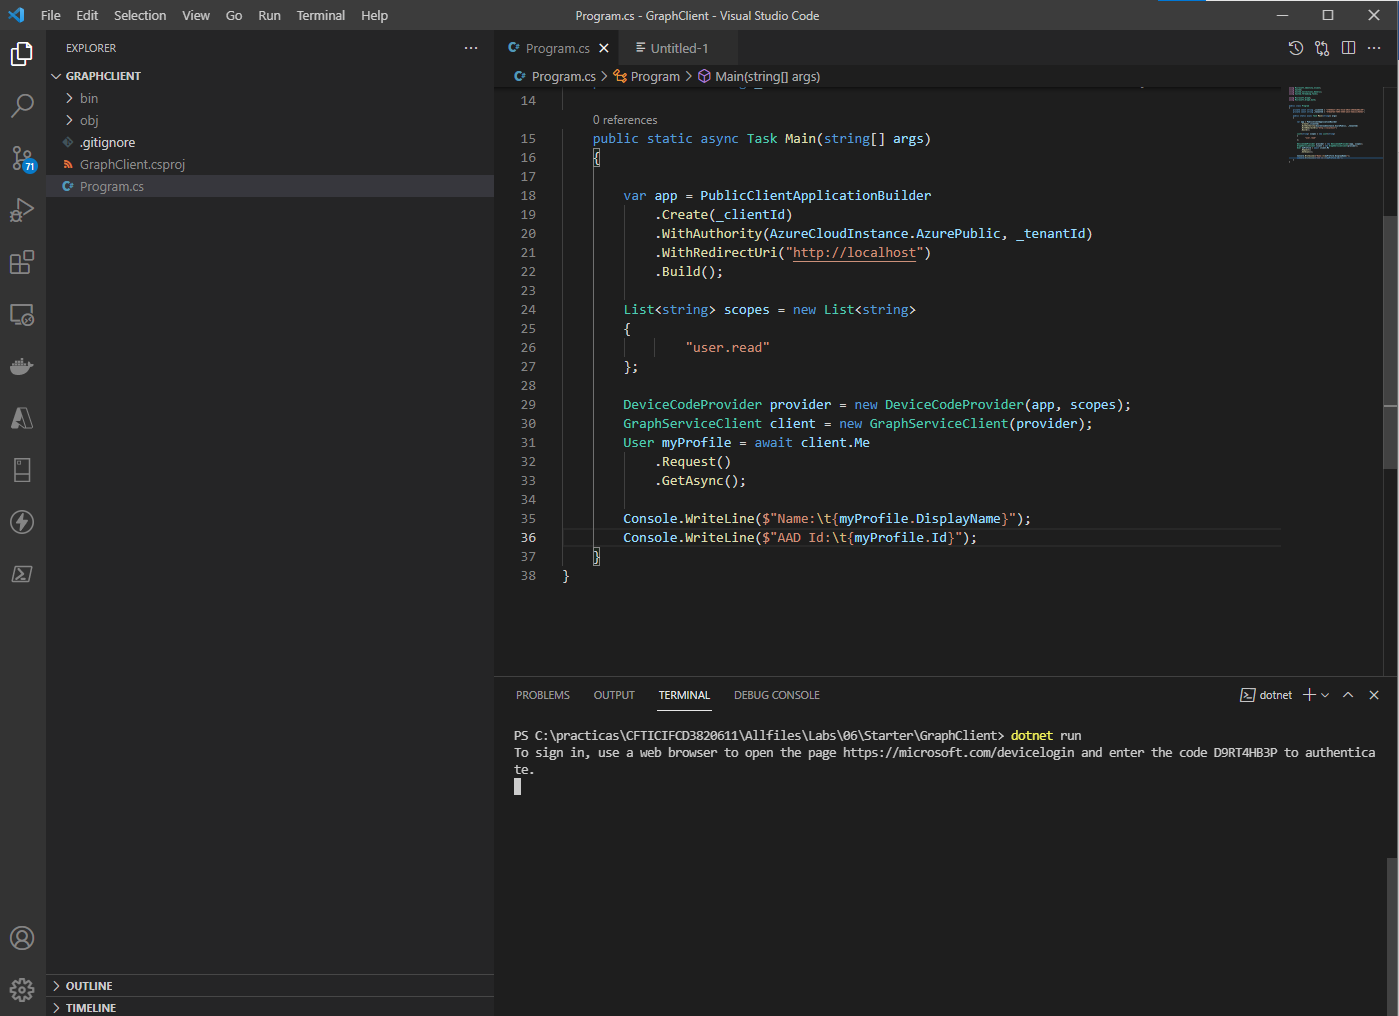 File Edit Selection View Go Run Terminal Help
Program.cs - GraphClient - Visual Studio Code
EXPLORER
GRAPHCLIENT
bin
obj
.gitignore
GraphClient.csproj
Program.cs
71
OUTLINE
TIMELINE
Program.cs Untitled-1
Program.cs > Program > Main(string[] args)
14
0 references
15 public static async Task Main(string[] args)
16 {
17
18 var app = PublicClientApplicationBuilder
19 .Create(_clientId)
20 .WithAuthority(AzureCloudInstance.AzurePublic, _tenantId)
21 .WithRedirectUri("http://localhost")
22 .Build();
23
24 List<string> scopes = new List<string>
25 {
26 "user.read"
27 };
28
29 DeviceCodeProvider provider = new DeviceCodeProvider(app, scopes);
30 GraphServiceClient client = new GraphServiceClient(provider);
31 User myProfile = await client.Me
32 .Request()
33 .GetAsync();
34
35 Console.WriteLine($"Name:\t{myProfile.DisplayName}");
36 Console.WriteLine($"AAD Id:\t{myProfile.Id}");
37 }
38 }
PROBLEMS OUTPUT TERMINAL DEBUG CONSOLE
dotnet
PS C:\practicas\CFTICIFCD3820611\Allfiles\Labs\06\Starter\GraphClient> dotnet run
To sign in, use a web browser to open the page https://microsoft.com/devicelogin and enter the code D9RT4HB3P to authentica
te.